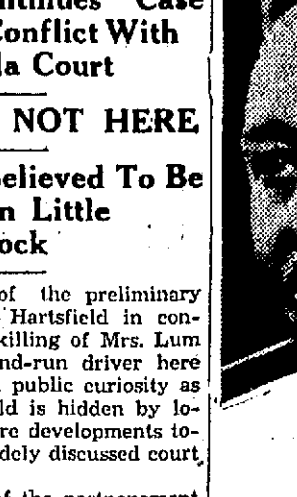 Case
Conflict With
la Court
NOT HERE
Believed To Be
n Little
ock
of the preliminary
Hartsfield in con-
killing of Mrs. Lum
nd-run driver here
public curiosity as
ld is hidden by lo-
re developments to-
dely discussed court
of the postponement